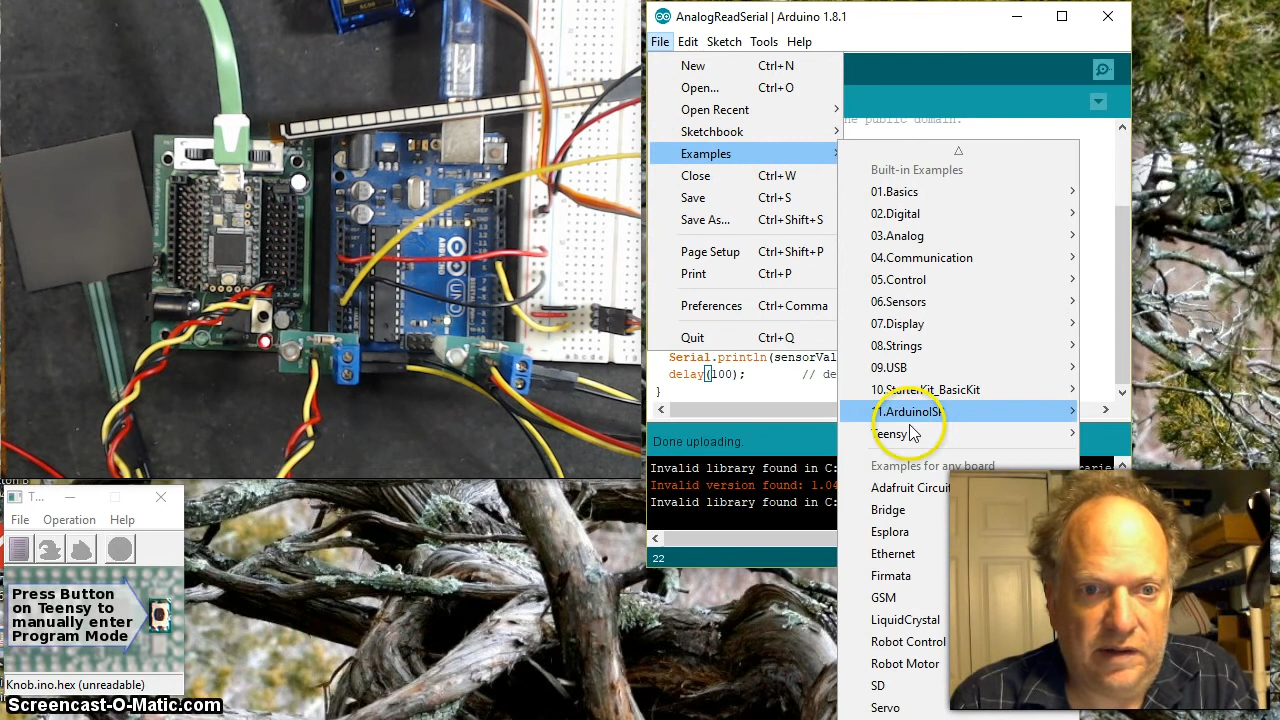 AnalogReadSerial | Arduino 1.8.1
File Edit Sketch Tools Help
New Ctrl+N
Open... Ctrl+O
Open Recent
Examples
Close Ctrl+W
Save Ctrl+S
Save As... Ctrl+Shift+S
Page Setup Ctrl+Shift+P
Print Ctrl+P
Preferences Ctrl+Comma
Quit Ctrl+Q
public domain.
Built-in Examples
01.Basics
02.Digital
03.Analog
04.Communication
05.Control
06.Sensors
07.Display
08.Strings
09.USB
10.StarterKit_BasicKit
Teensy
Examples for any board
Adafruit
Bridge
Esplora
Ethernet
Firmata
GSM
LiquidCrystal
Robot Control
Robot Motor
SD
Servo
Serial.println(sensorVal
delay(100); // de
}
Done uploading.
Invalid library found in C:
Invalid version found: 1.04
Invalid library found in C:
22
ARDUINO
UNO
T...
File Operation Help
Press Button
on Teensy to
manually enter
Program Mode
Knob.ino.hex (unreadable)
Screencast-O-Matic.com